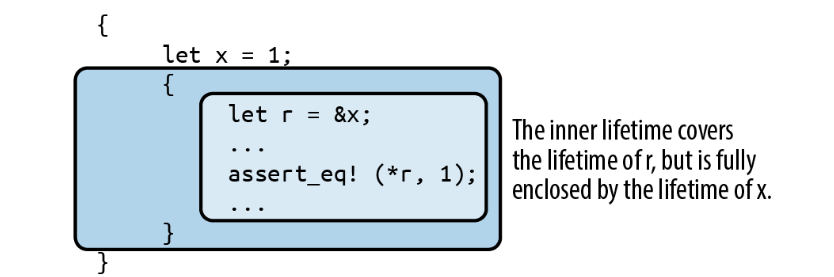 {
let x = 1;
{
let r = &x;
...
assert_eq! (*r, 1);
...
}
}
The inner lifetime covers
the lifetime of r, but is fully
enclosed by the lifetime of x.